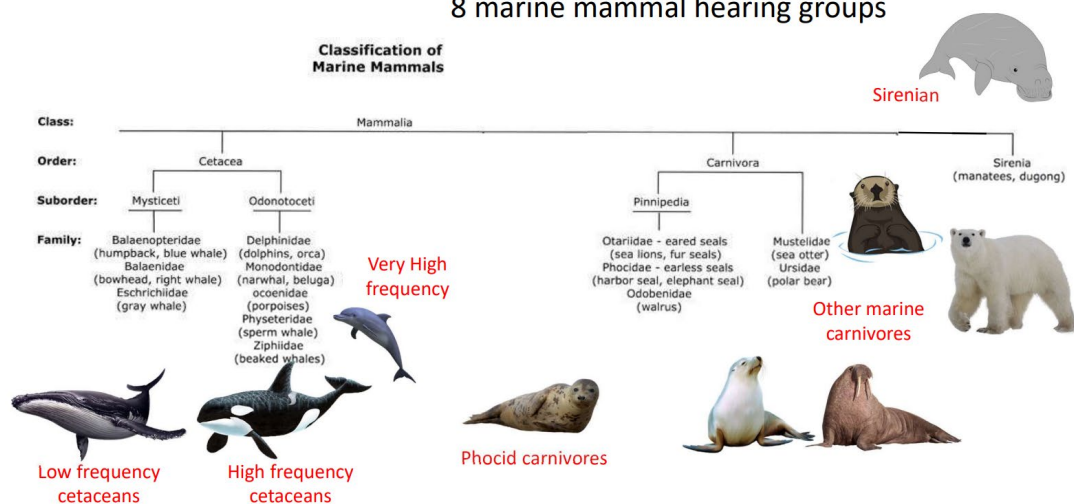 8 marine mammal hearing groups
Classification of
Marine Mammals
Sirenian
Class:
Mammalia
Order:
Cetacea
Carnivora
Sirenia
(manatees, dugong)
Suborder:
Mysticeti
Odonotoceti
Pinnipedia
Family:
Balaenopteridae
(humpback, blue whale)
Balaenidae
(bowhead, right whale)
Eschrichiidae
(gray whale)
Delphinidae
(dolphins, orca)
Monodontidae
(narwhal, beluga)
ocoenidae
(porpoises)
Physeteridae
(sperm whale)
Ziphiidae
(beaked whales)
Very High
frequency
Otariidae - eared seals
(sea lions, fur seals)
Phocidae - earless seals
(harbor seal, elephant seal)
Odobenidae
(walrus)
Mustelidae
(sea otter)
Ursidae
(polar bear)
Other marine
carnivores
Low frequency
cetaceans
High frequency
cetaceans
Phocid carnivores